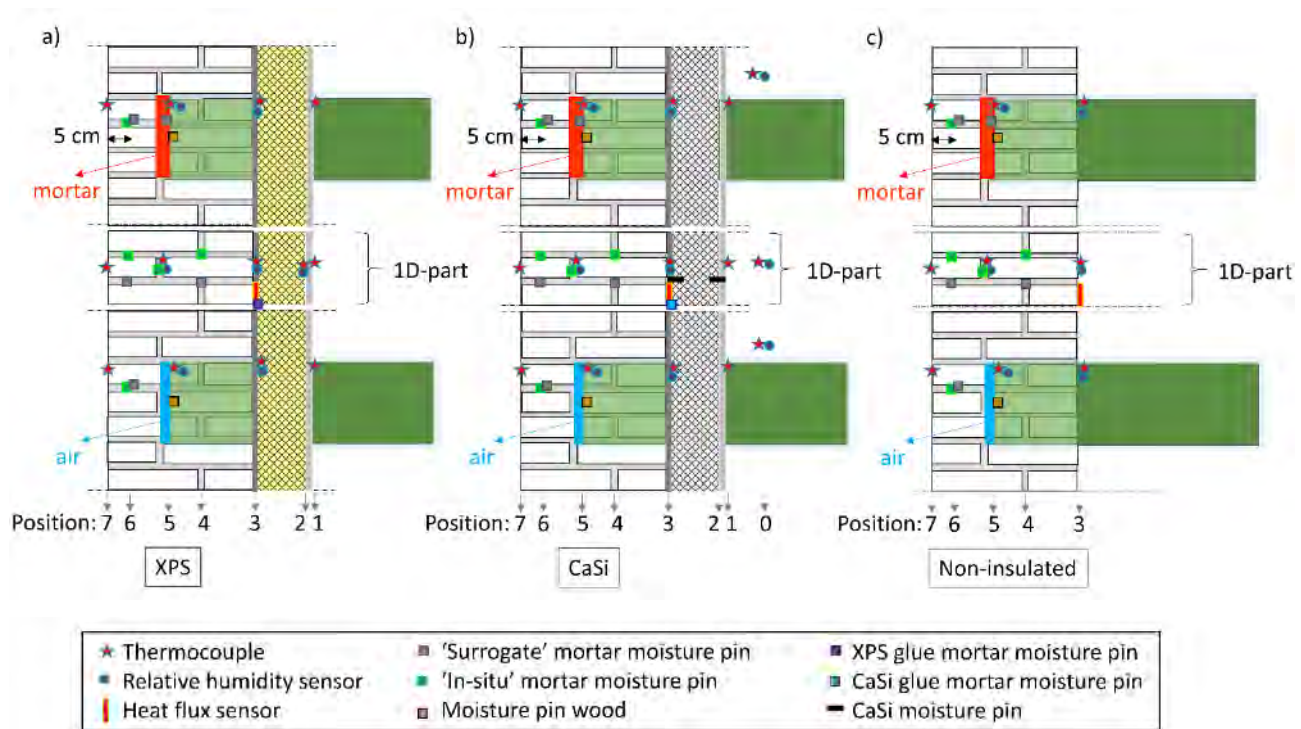 a)
b)
c)
5 cm
5 cm
5 cm
mortar
mortar
mortar
1D-part
1D-part
1D-part
air
air
air
Position: 7 6 5 4 3 2 1
Position: 7 6 5 4 3 2 1 0
Position: 7 6 5 4 3
XPS
CaSi
Non-insulated
Thermocouple
'Surrogate' mortar moisture pin
XPS glue mortar moisture pin
Relative humidity sensor
'In-situ' mortar moisture pin
CaSi glue mortar moisture pin
Heat flux sensor
Moisture pin wood
CaSi moisture pin